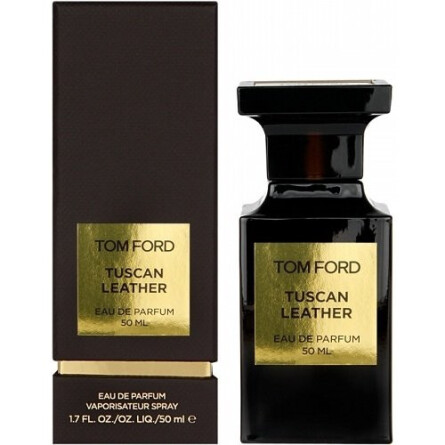 TOM FORD
TUSCAN
LEATHER
EAU DE PARFUM
50 ML
EAU DE PARFUM
VAPORISATEUR SPRAY
1.7 FL. OZ./OZ. LIQ./50 ml ℮
TOM FORD
TUSCAN
LEATHER
EAU DE PARFUM
50 ML